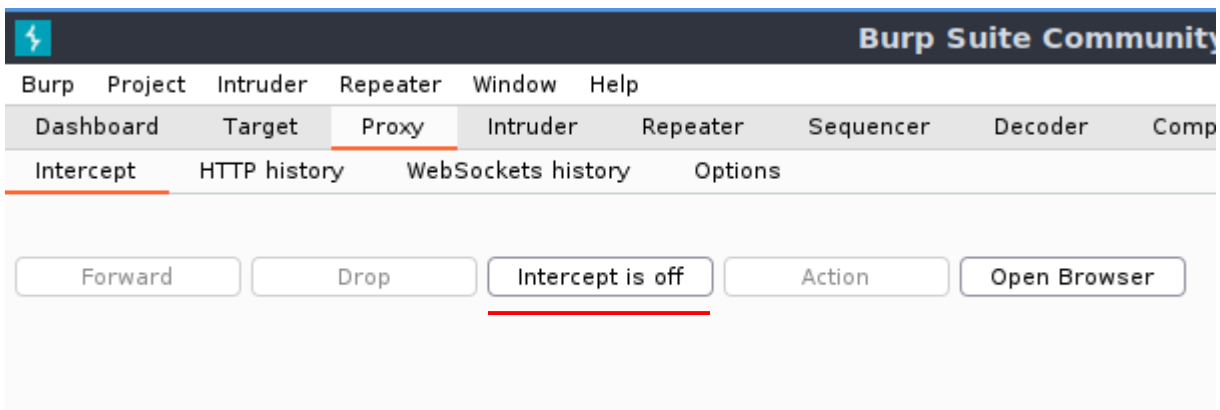 Burp Suite Community
Burp Project Intruder Repeater Window Help
Dashboard Target Proxy Intruder Repeater Sequencer Decoder Comp
Intercept HTTP history WebSockets history Options
Forward Drop Intercept is off Action Open Browser